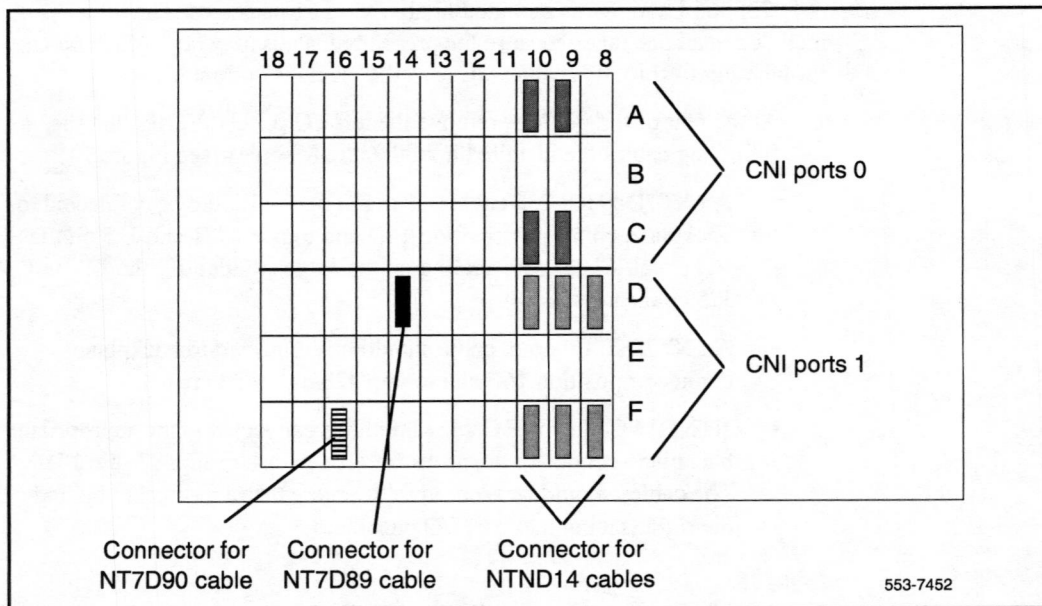 18 17 16 15 14 13 12 11 10 9 8
A
B
C
D
E
F
CNI ports 0
CNI ports 1
Connector for
NT7D90 cable
Connector for
NT7D89 cable
Connector for
NTND14 cables
553-7452